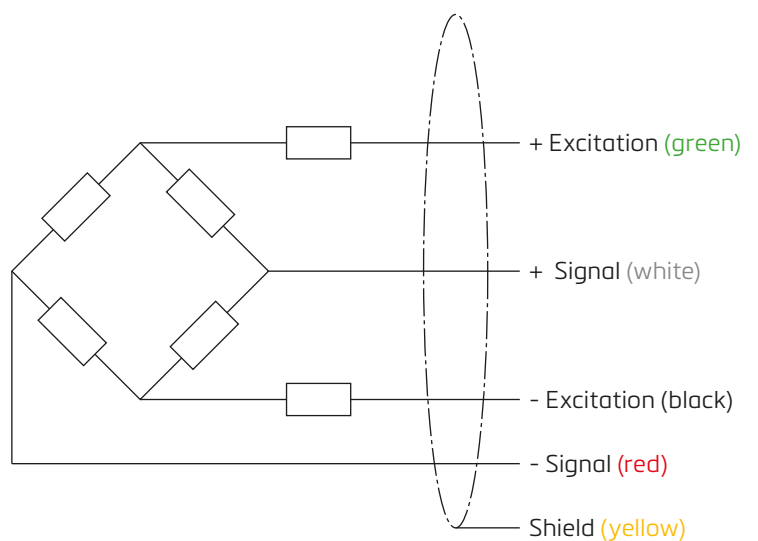 + Excitation (green)
+ Signal (white)
- Excitation (black)
- Signal (red)
Shield (yellow)